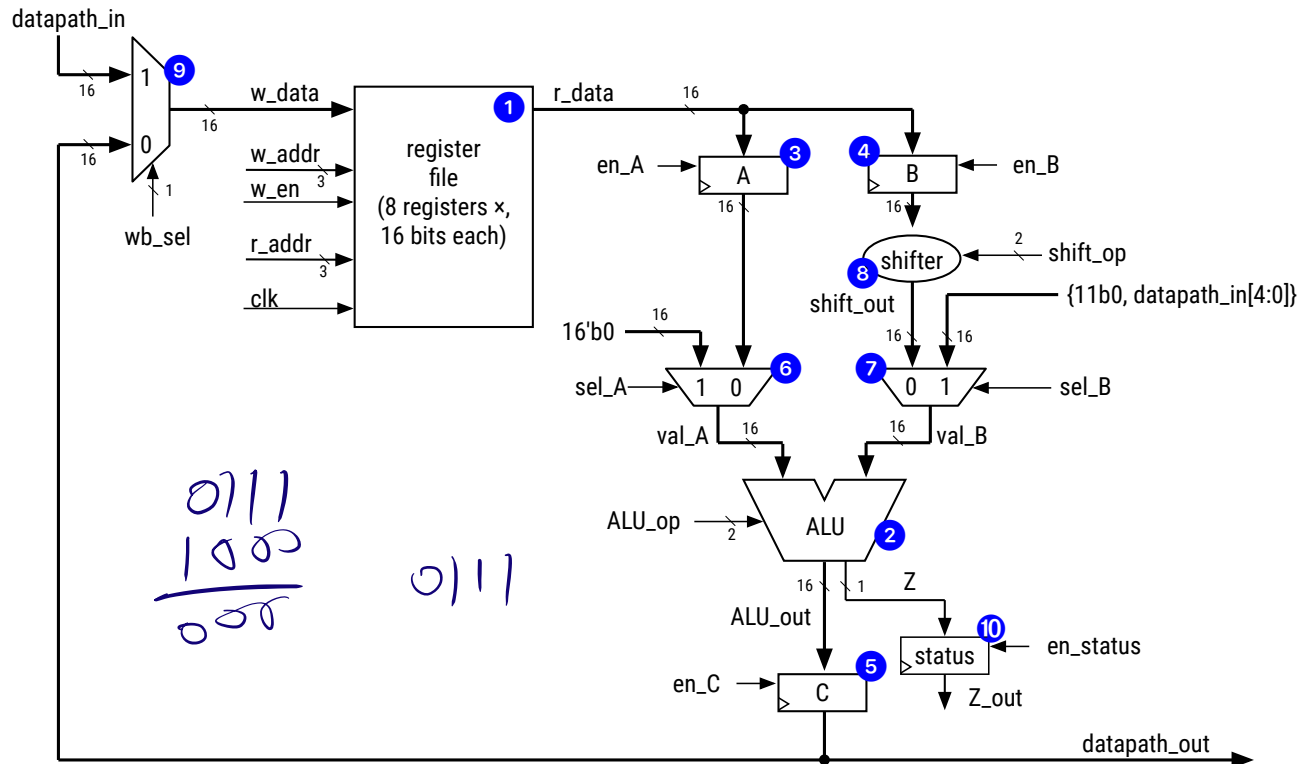 datapath_in
1
9
16
w_data
16
0
16
1
wb_sel
1
register
file
(8 registers ×,
16 bits each)
w_addr
3
w_en
r_addr
3
clk
r_data
16
en_A
3
A
16
4
B
en_B
16
shifter
8
2
shift_op
shift_out
{11b0, datapath_in[4:0]}
16'b0
16
16
16
sel_A
1 0
6
7
0 1
sel_B
val_A
16
16
val_B
ALU_op
2
ALU
2
16
1
Z
ALU_out
10
status
en_status
Z_out
en_C
5
C
datapath_out
0111
1000
000
0111